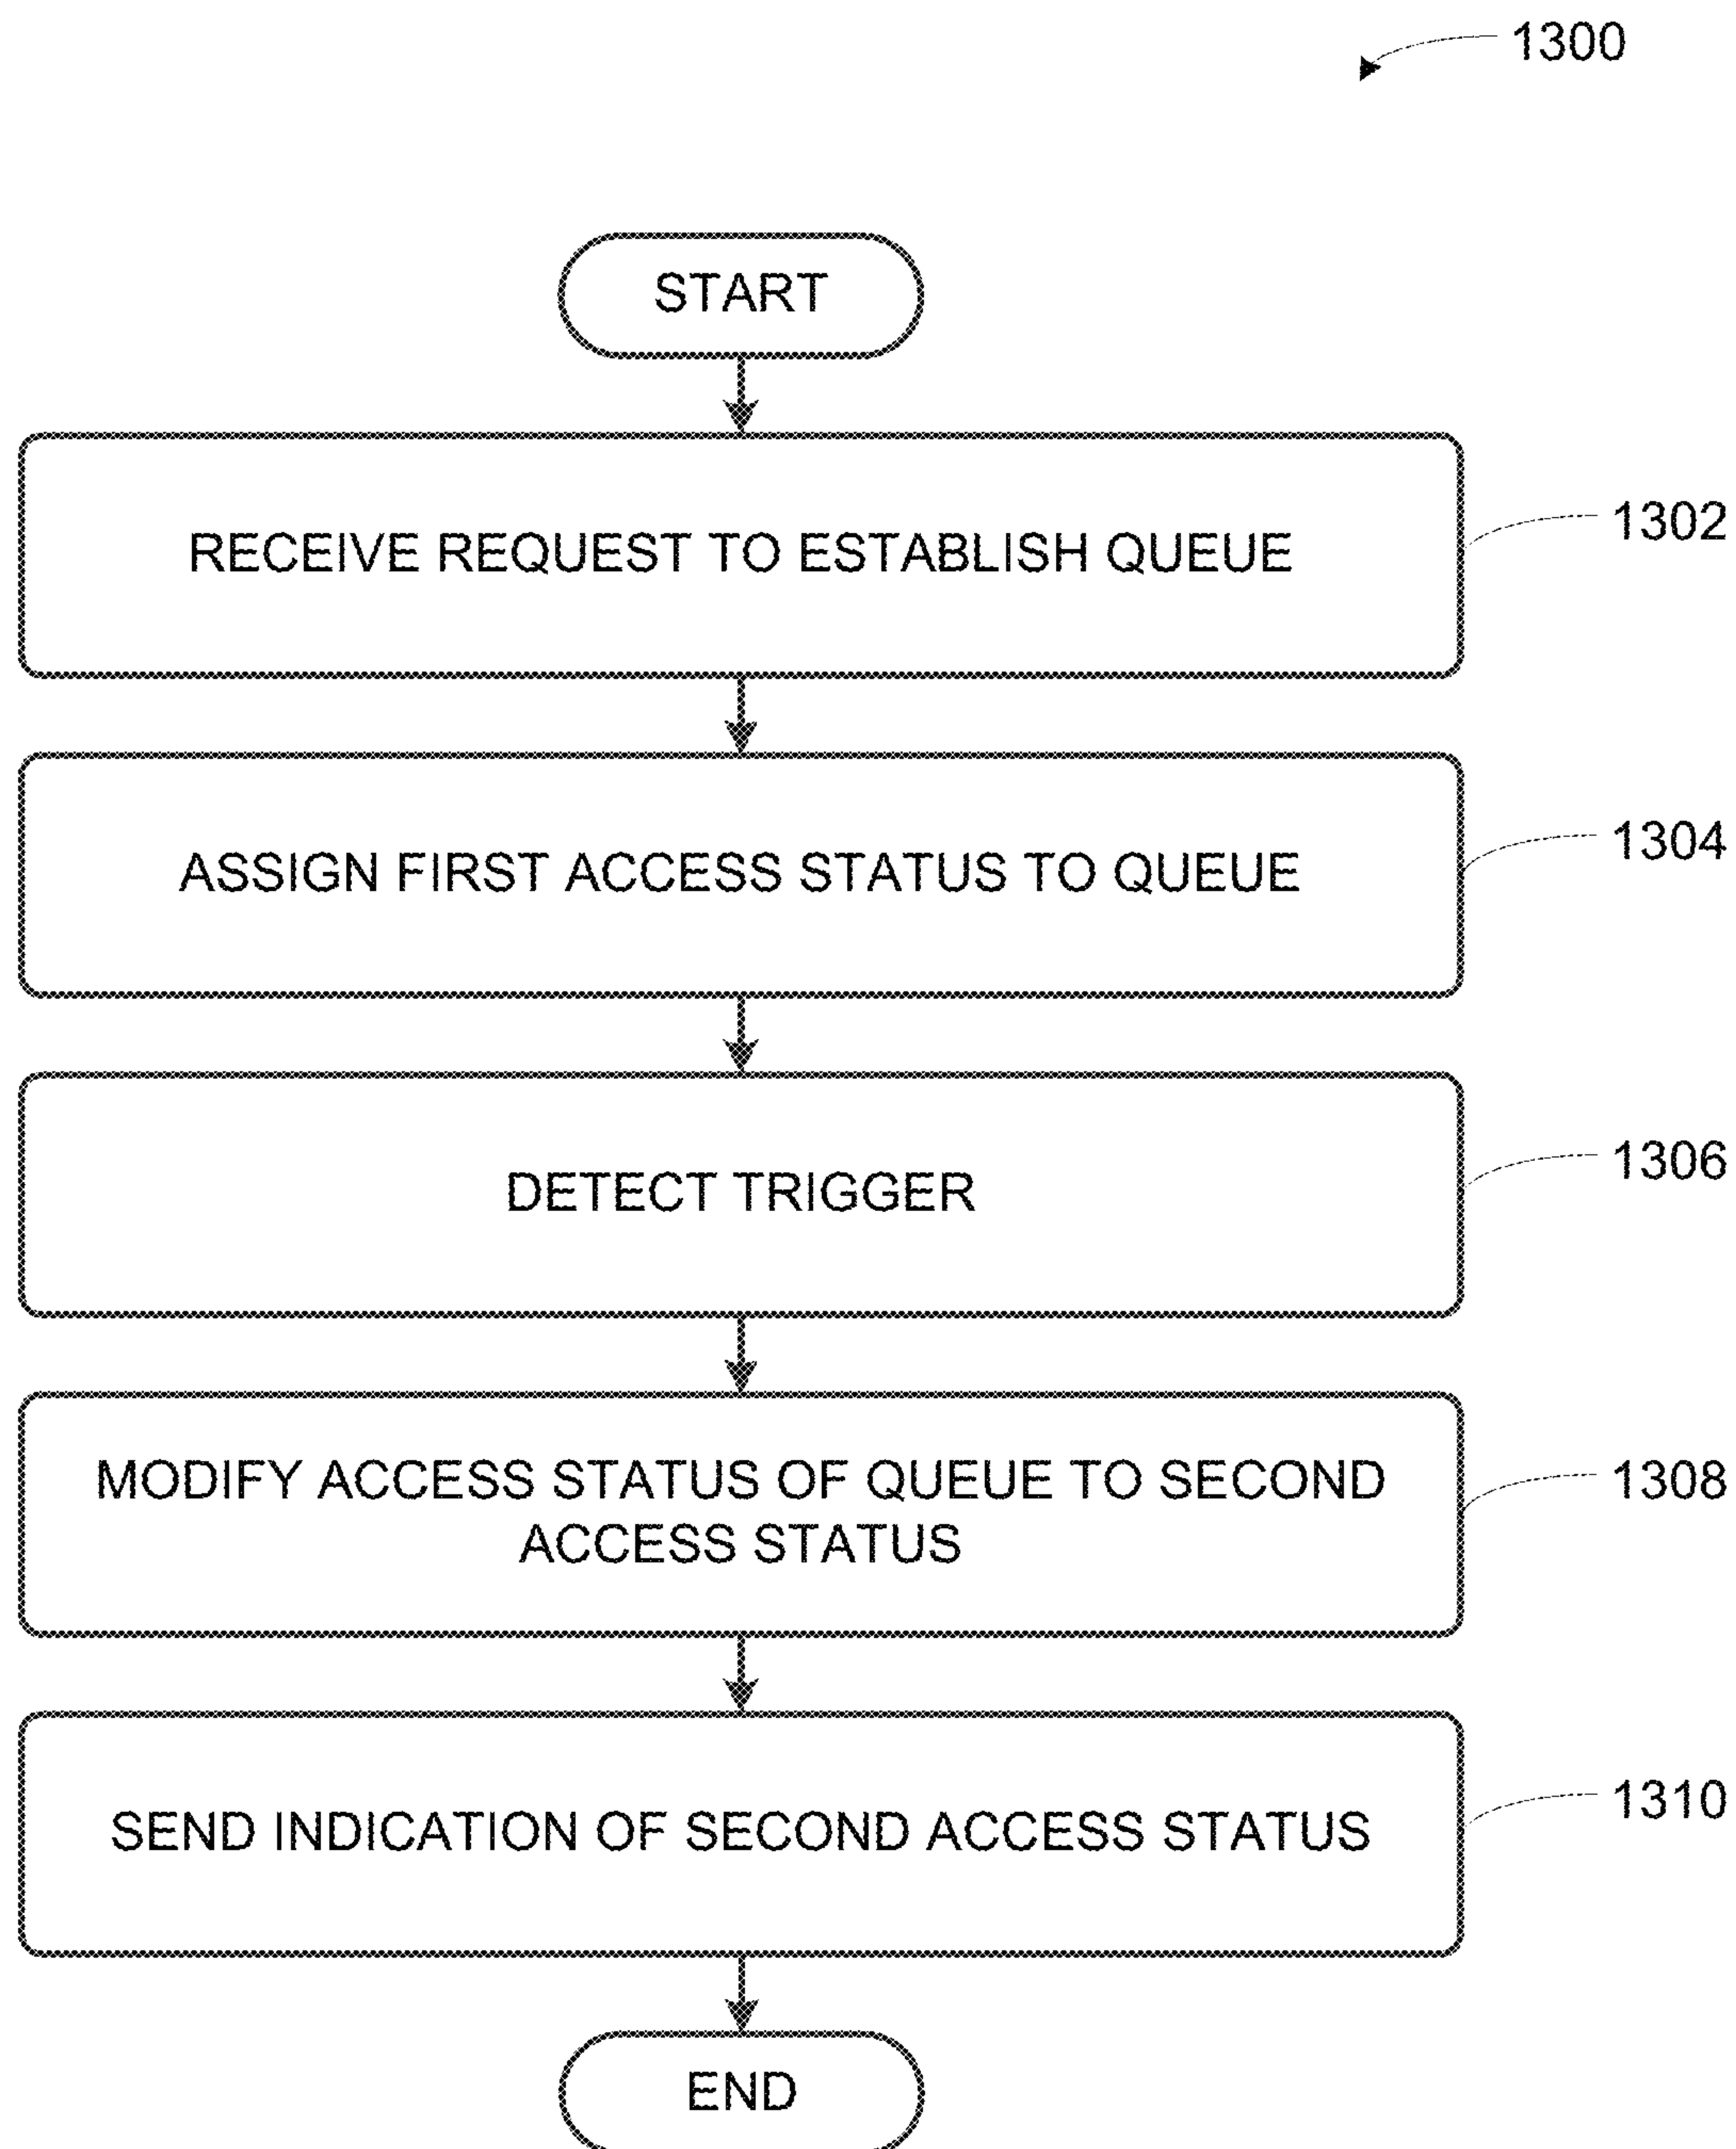 1300
START
RECEIVE REQUEST TO ESTABLISH QUEUE
1302
ASSIGN FIRST ACCESS STATUS TO QUEUE
1304
DETECT TRIGGER
1306
MODIFY ACCESS STATUS OF QUEUE TO SECOND
ACCESS STATUS
1308
SEND INDICATION OF SECOND ACCESS STATUS
1310
END